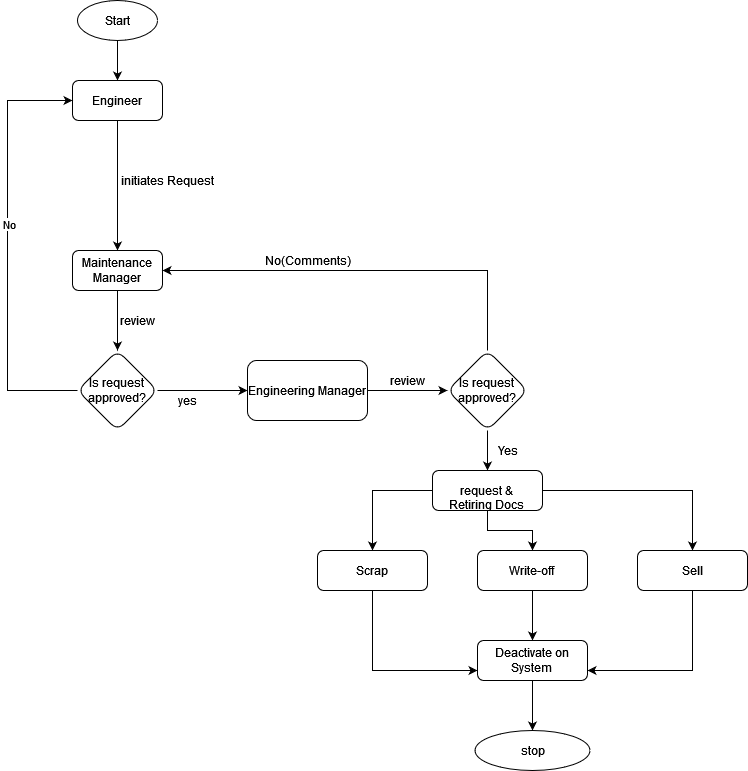 Start
Engineer
initiates Request
No
Maintenance
Manager
No(Comments)
review
Is request
approved?
yes
Engineering Manager
review
Is request
approved?
Yes
request &
Retiring Docs
Scrap
Write-off
Sell
Deactivate on
System
stop